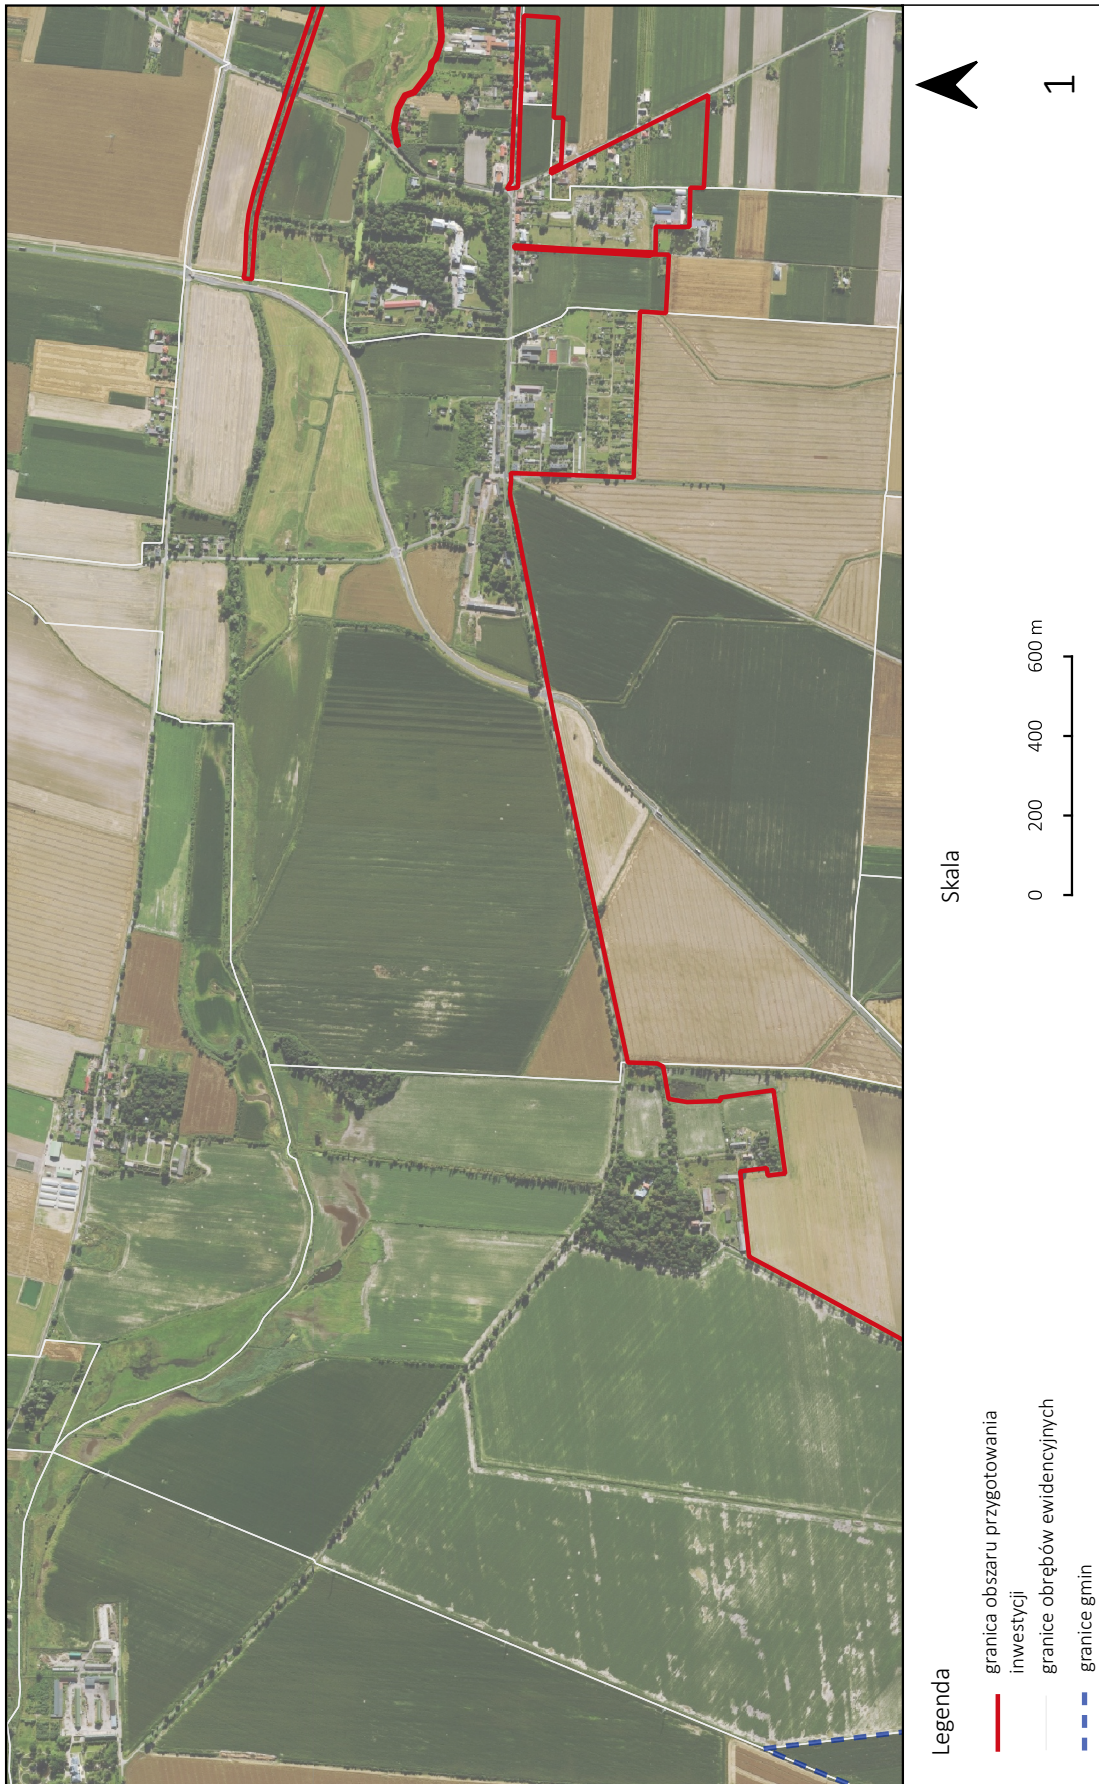 Legenda
granica obszaru przygotowania
inwestycji
granice obrębów ewidencyjnych
granice gmin
Skala
0 200 400 600 m
1